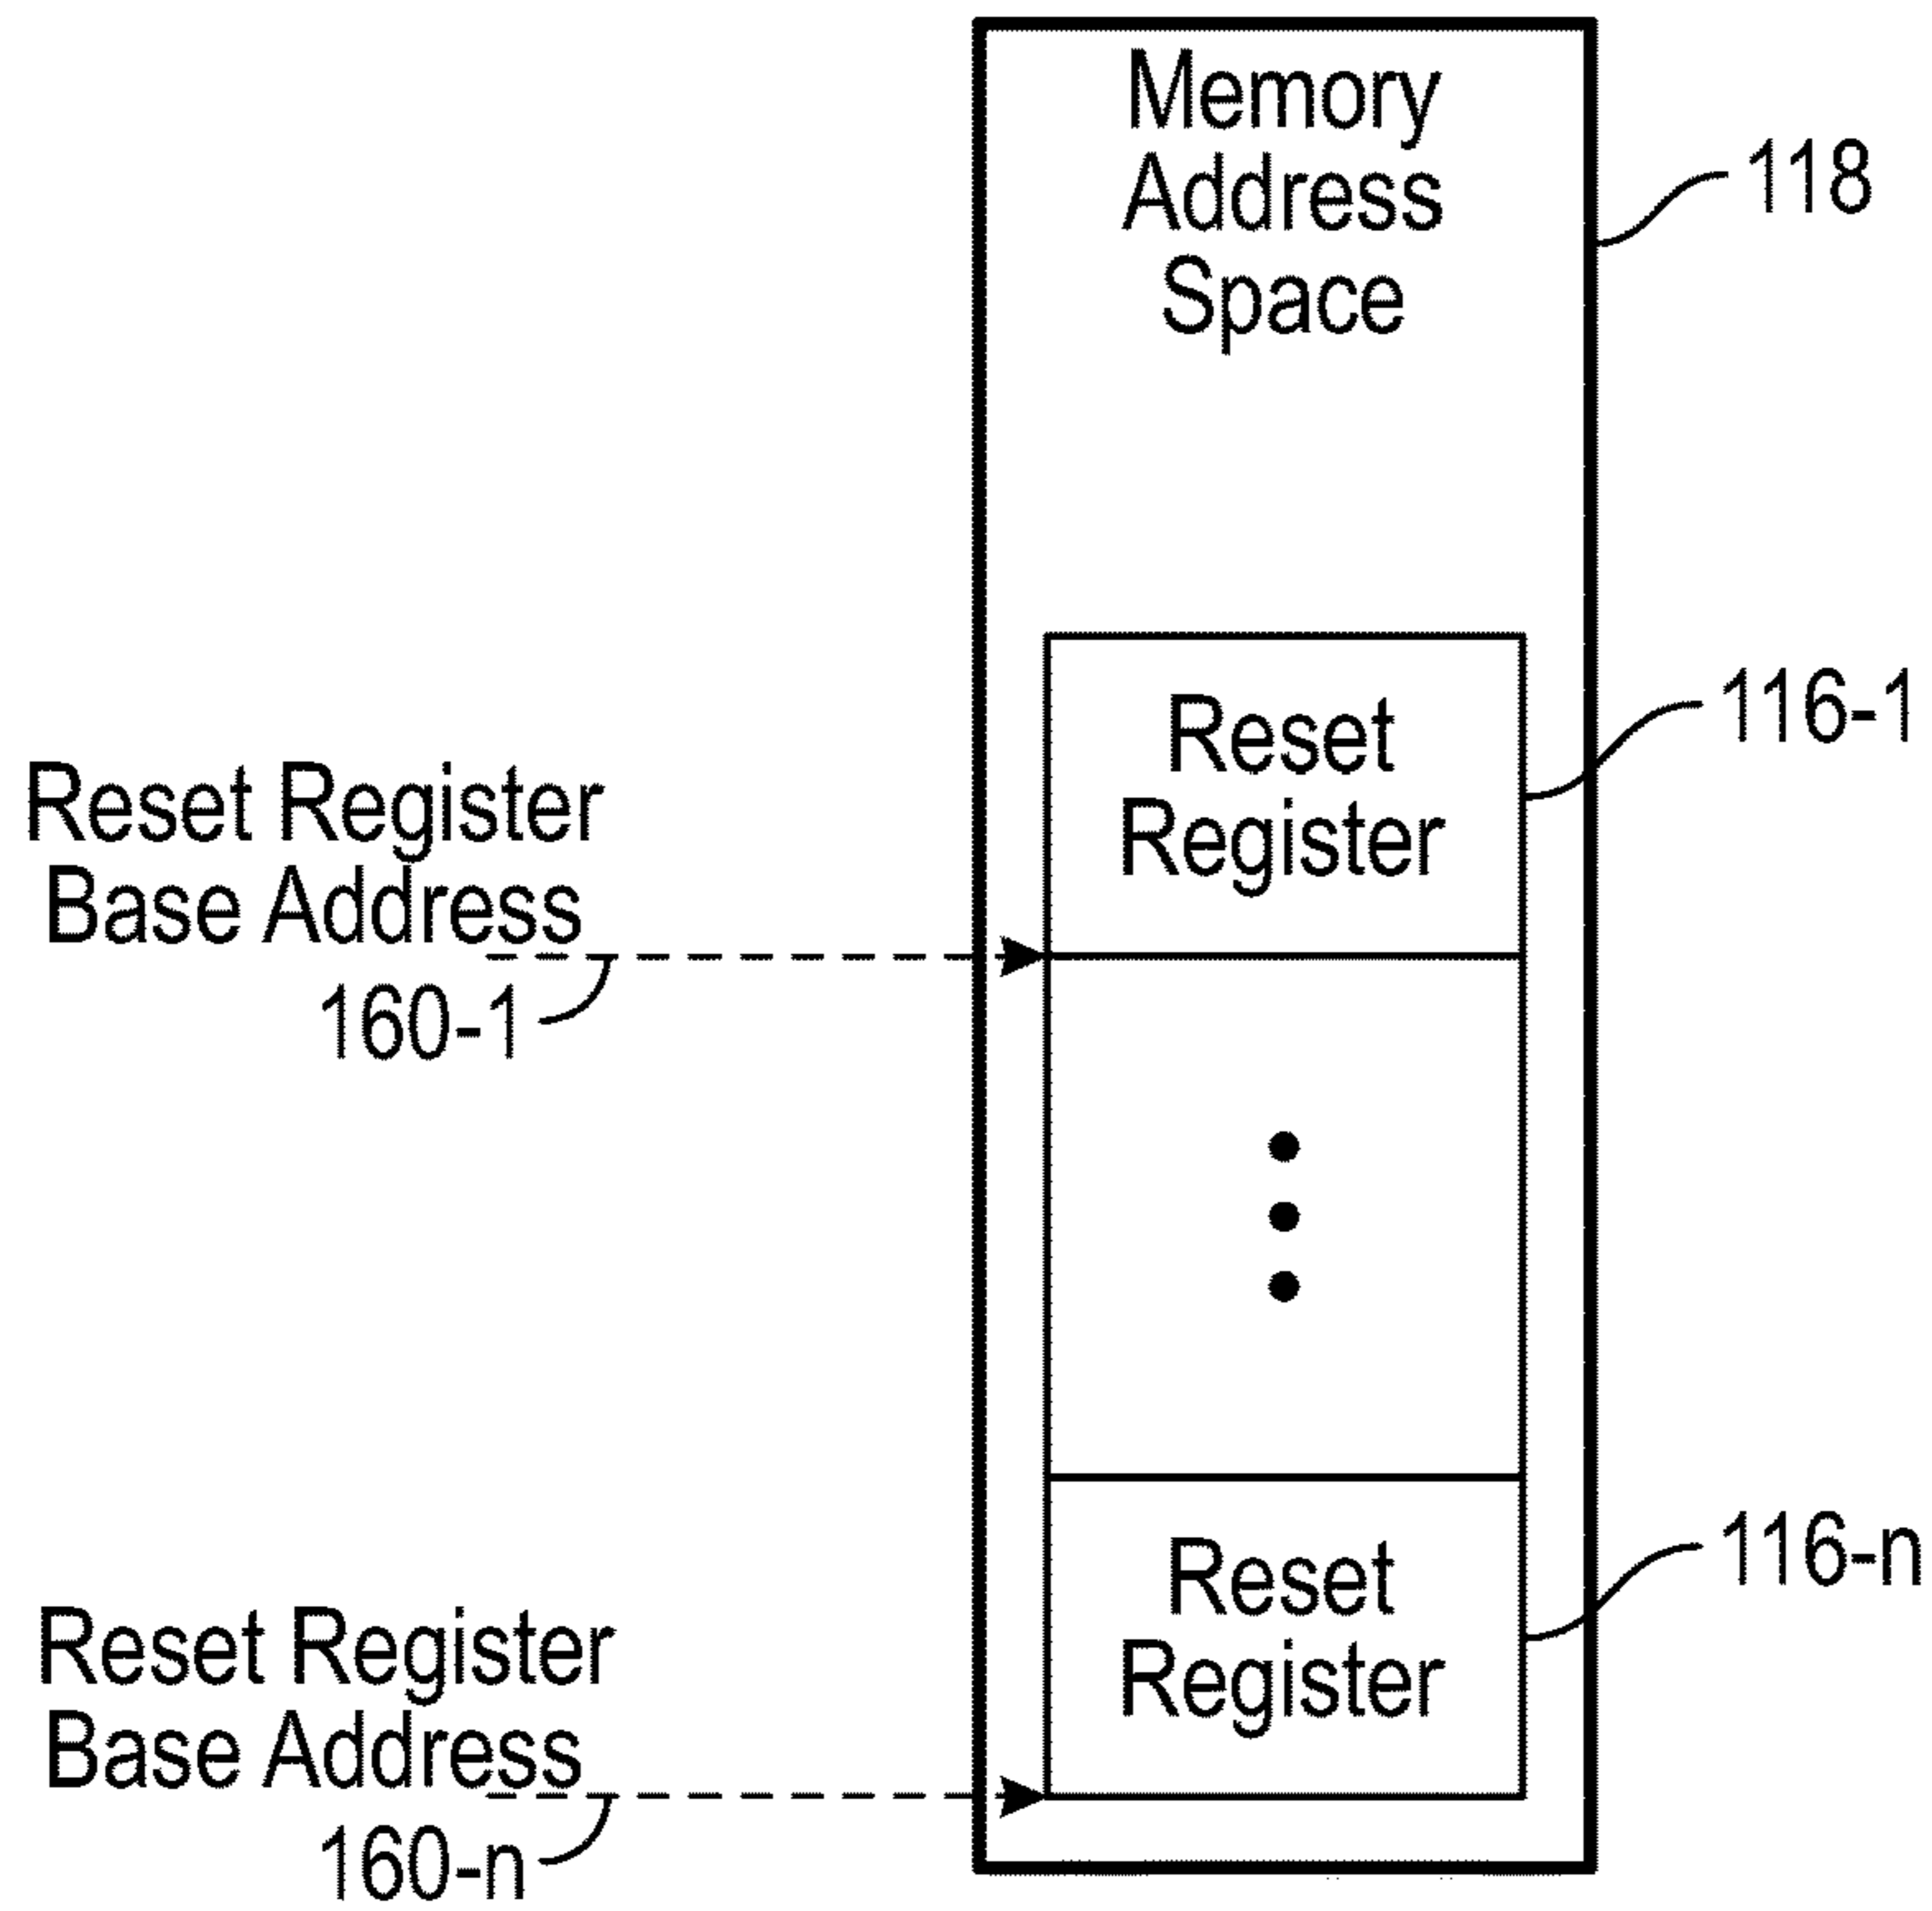 Memory
Address
Space
118
Reset
Register
116-1
Reset Register
Base Address
160-1
Reset
Register
116-n
Reset Register
Base Address
160-n